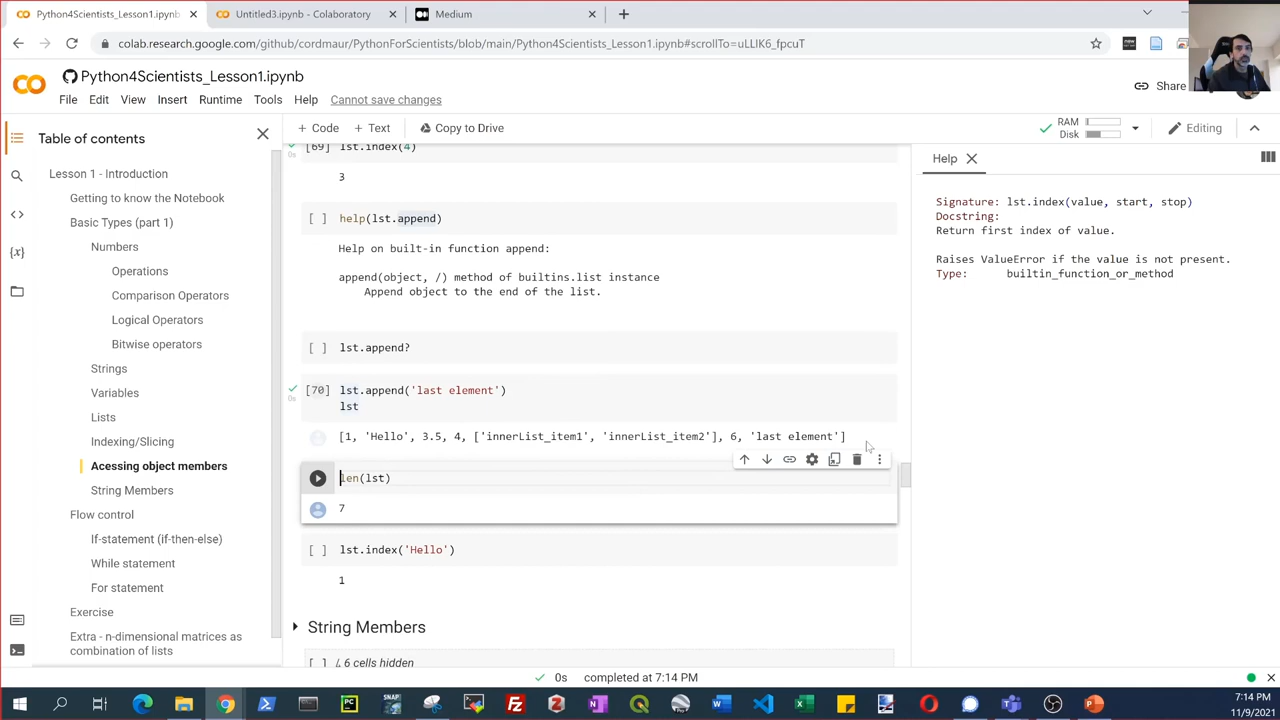 Python4Scientists_Lesson1.ipynb
Untitled3.ipynb - Colaboratory
Medium
colab.research.google.com/github/cordmaur/PythonForScientists/blob/main/Python4Scientists_Lesson1.ipynb#scrollTo=uLLlK6_fpcuT
Python4Scientists_Lesson1.ipynb
File Edit View Insert Runtime Tools Help Cannot save changes
Share
Table of contents
+ Code + Text Copy to Drive
RAM
Disk
Editing
Lesson 1 - Introduction
Getting to know the Notebook
Basic Types (part 1)
Numbers
Operations
Comparison Operators
Logical Operators
Bitwise operators
Strings
Variables
Lists
Indexing/Slicing
Acessing object members
String Members
Flow control
If-statement (if-then-else)
While statement
For statement
Exercise
Extra - n-dimensional matrices as
combination of lists
[69] lst.index(4)
0s
3
[ ] help(lst.append)
Help on built-in function append:
append(object, /) method of builtins.list instance
Append object to the end of the list.
[ ] lst.append?
[70] lst.append('last element')
0s
lst
[1, 'Hello', 3.5, 4, ['innerList_item1', 'innerList_item2'], 6, 'last element']
len(lst)
7
[ ] lst.index('Hello')
1
String Members
[ ] 6 cells hidden
Help
Signature: lst.index(value, start, stop)
Docstring:
Return first index of value.
Raises ValueError if the value is not present.
Type: builtin_function_or_method
0s completed at 7:14 PM
7:14 PM
11/9/2021